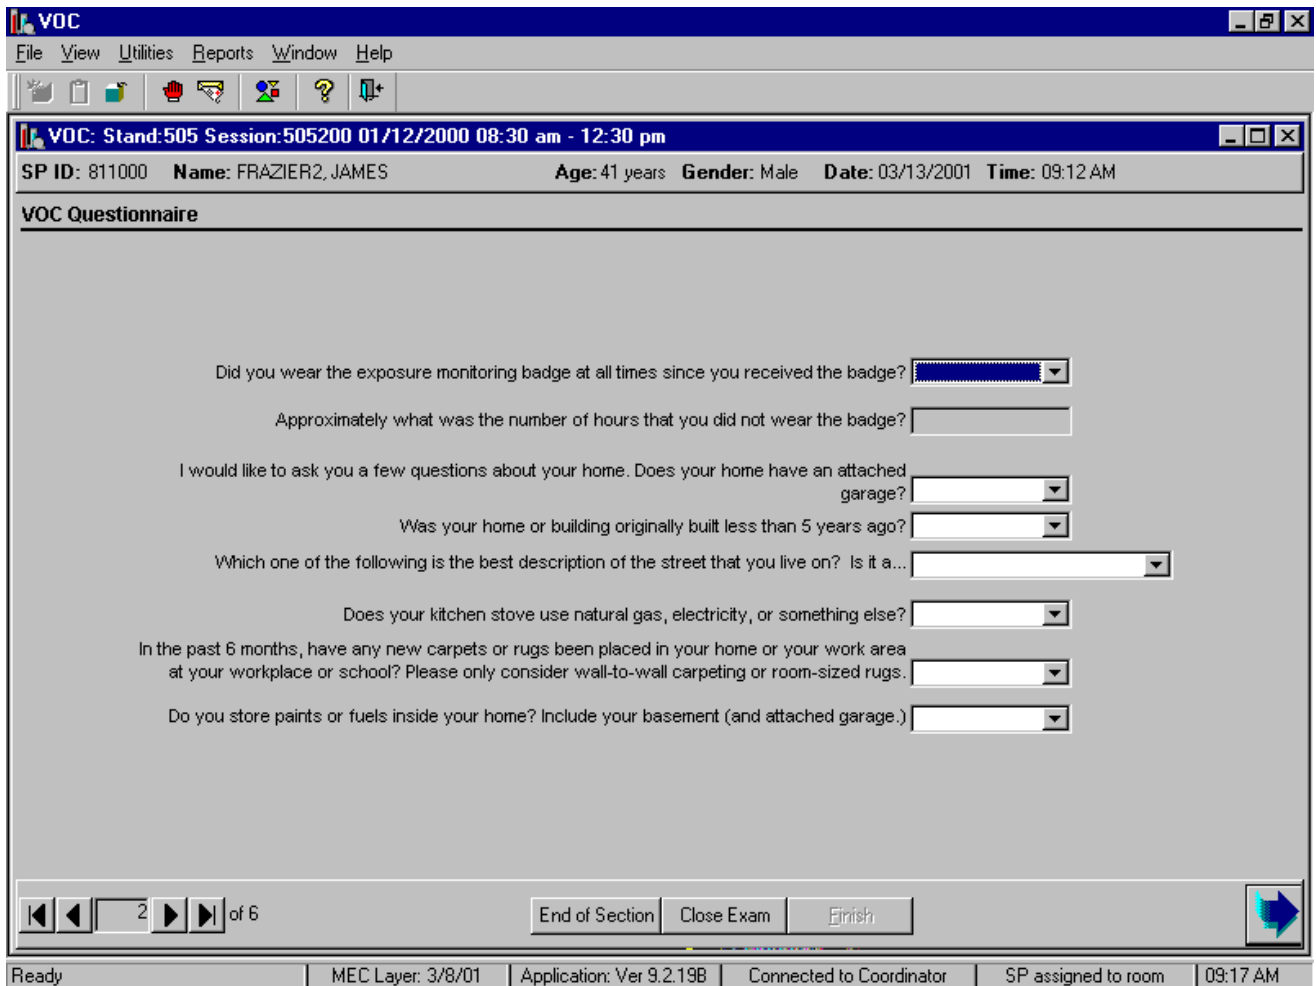 VOC
File View Utilities Reports Window Help
VOC: Stand:505 Session:505200 01/12/2000 08:30 am - 12:30 pm
SP ID: 811000 Name: FRAZIER2, JAMES Age: 41 years Gender: Male Date: 03/13/2001 Time: 09:12 AM
VOC Questionnaire
Did you wear the exposure monitoring badge at all times since you received the badge?
Approximately what was the number of hours that you did not wear the badge?
I would like to ask you a few questions about your home. Does your home have an attached
garage?
Was your home or building originally built less than 5 years ago?
Which one of the following is the best description of the street that you live on? Is it a...
Does your kitchen stove use natural gas, electricity, or something else?
In the past 6 months, have any new carpets or rugs been placed in your home or your work area
at your workplace or school? Please only consider wall-to-wall carpeting or room-sized rugs.
Do you store paints or fuels inside your home? Include your basement (and attached garage.)
2 of 6 End of Section Close Exam Finish
Ready MEC Layer: 3/8/01 Application: Ver 9.2.19B Connected to Coordinator SP assigned to room 09:17 AM